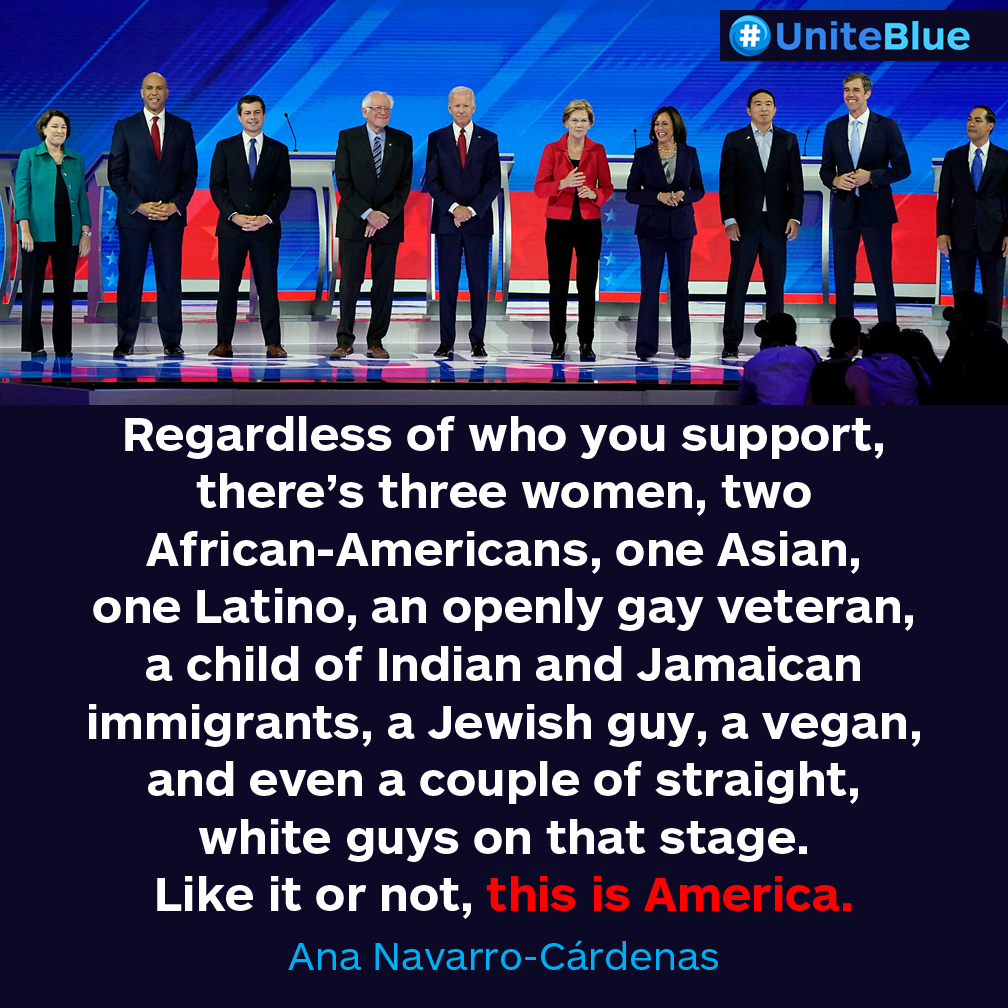 #UniteBlue
Regardless of who you support,
there’s three women, two
African-Americans, one Asian,
one Latino, an openly gay veteran,
a child of Indian and Jamaican
immigrants, a Jewish guy, a vegan,
and even a couple of straight,
white guys on that stage.
Like it or not, this is America.
Ana Navarro-Cárdenas